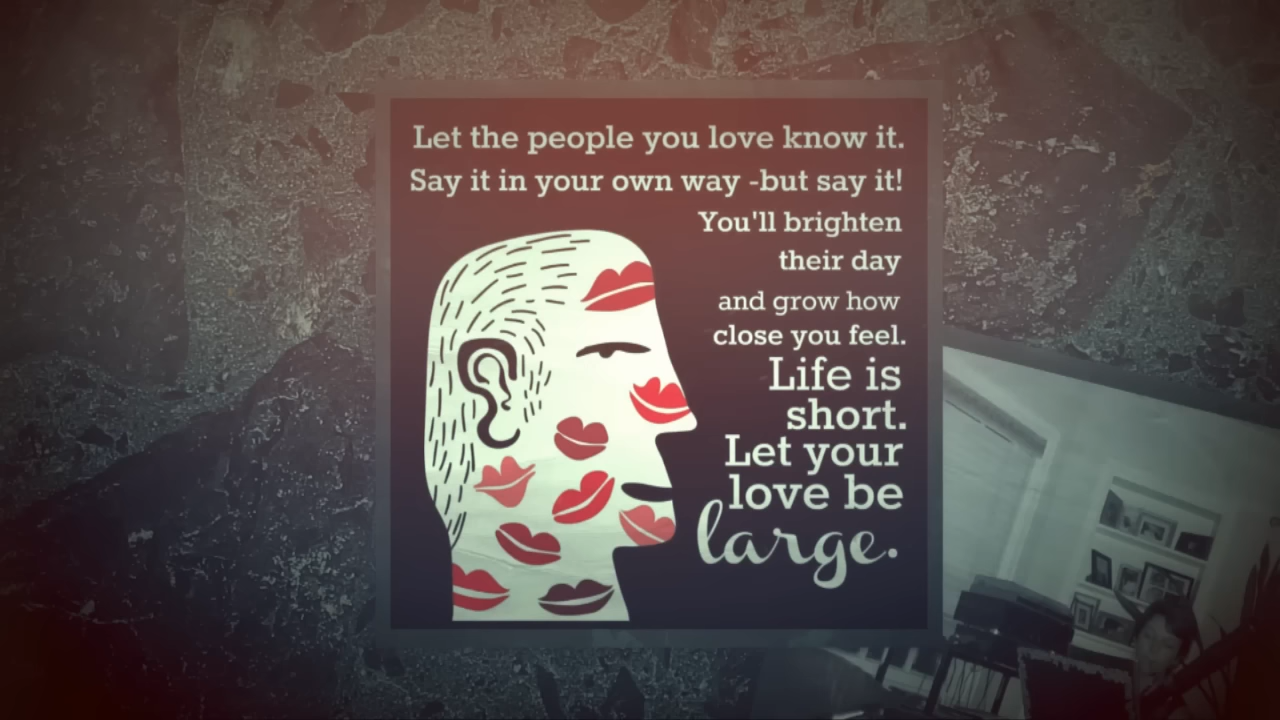 Let the people you love know it.
Say it in your own way -but say it!
You'll brighten
their day
and grow how
close you feel.
Life is
short.
Let your
love be
large.